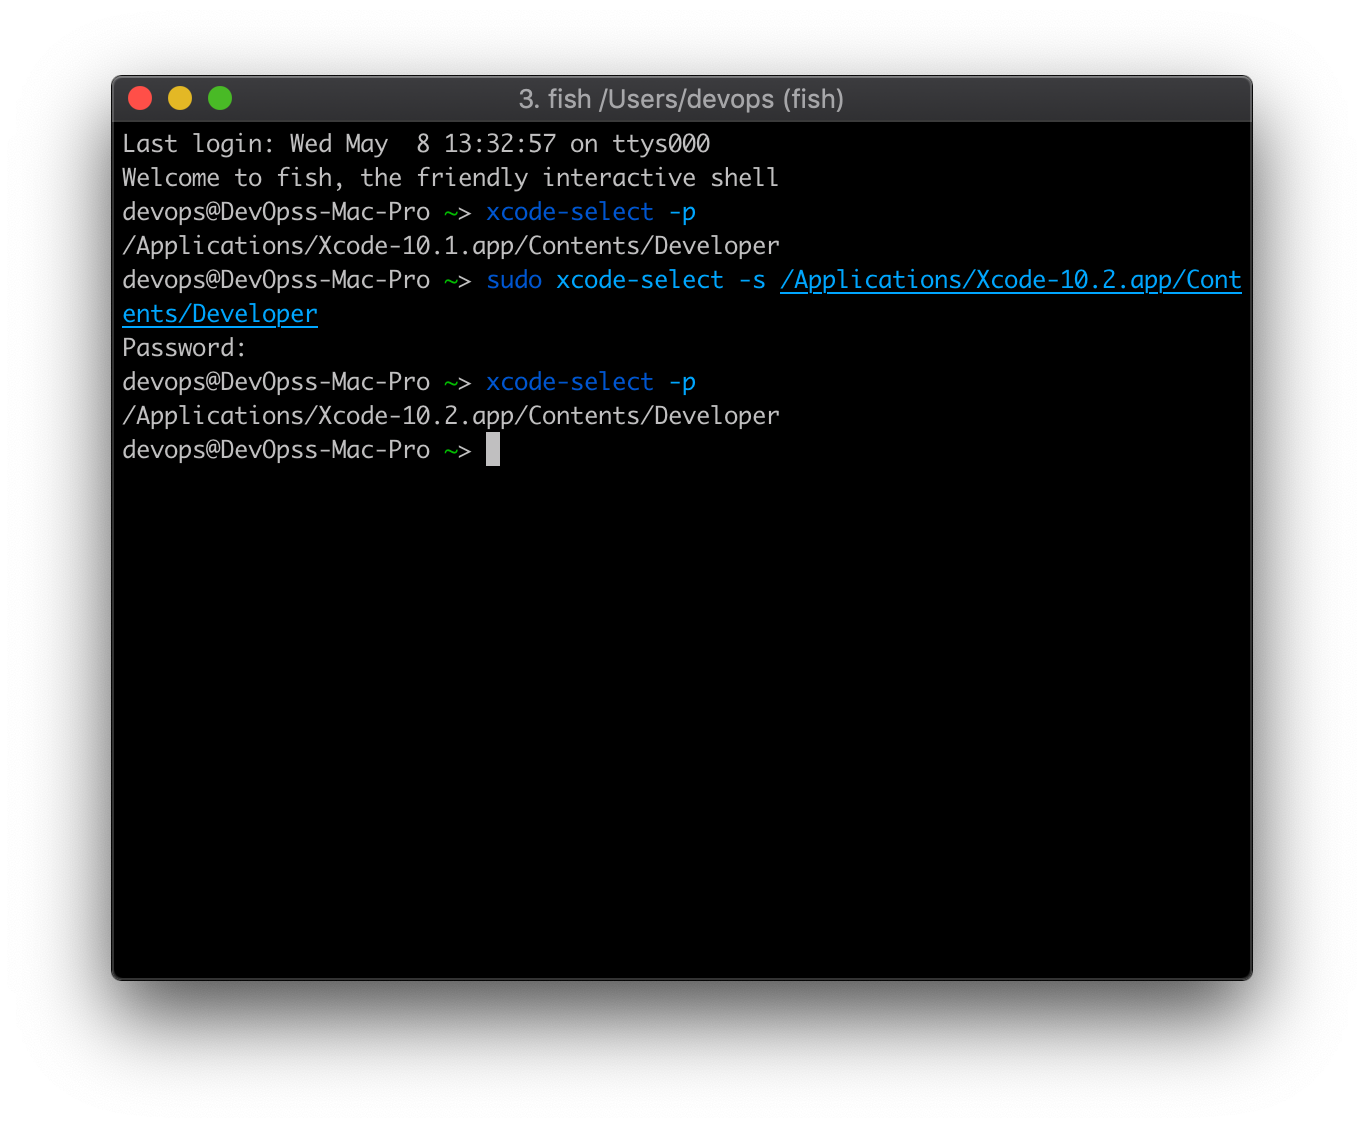 3. fish /Users/devops (fish)
Last login: Wed May  8 13:32:57 on ttys000
Welcome to fish, the friendly interactive shell
devops@DevOpss-Mac-Pro ~> xcode-select -p
/Applications/Xcode-10.1.app/Contents/Developer
devops@DevOpss-Mac-Pro ~> sudo xcode-select -s /Applications/Xcode-10.2.app/Cont
ents/Developer
Password:
devops@DevOpss-Mac-Pro ~> xcode-select -p
/Applications/Xcode-10.2.app/Contents/Developer
devops@DevOpss-Mac-Pro ~>